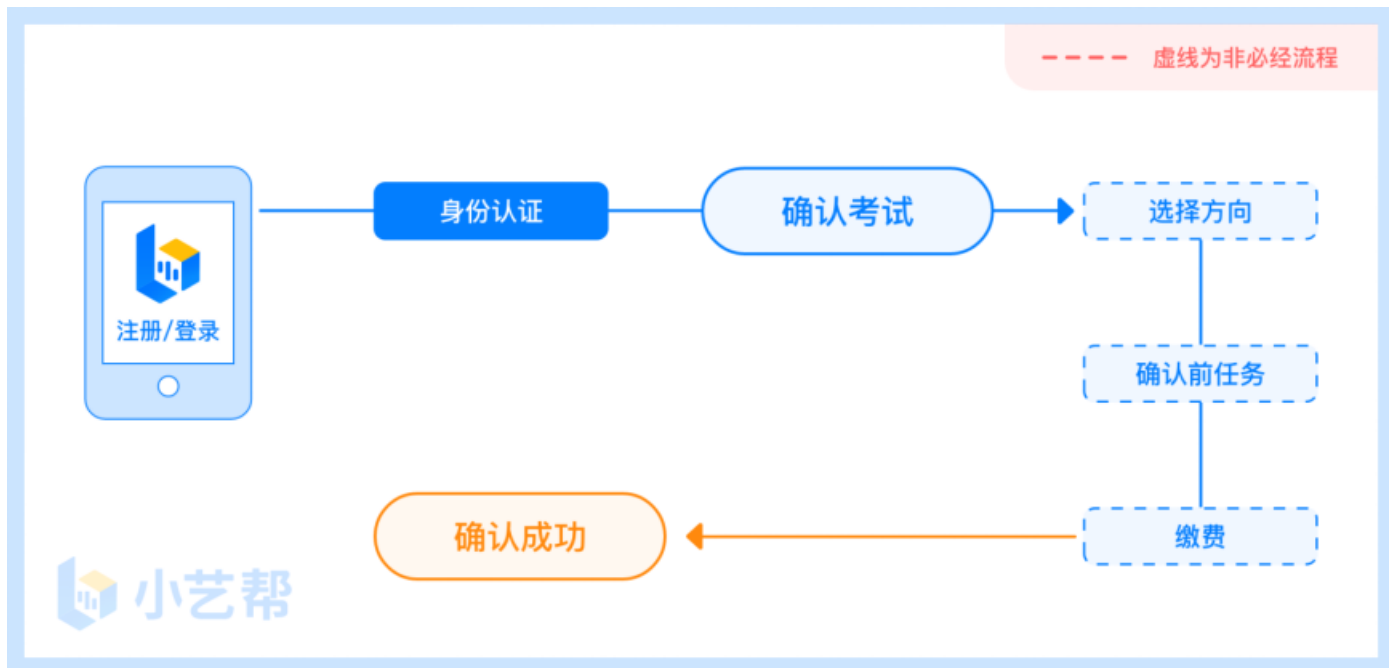 虚线为非必经流程
身份认证
确认考试
选择方向
注册/登录
确认前任务
确认成功
缴费
小艺帮